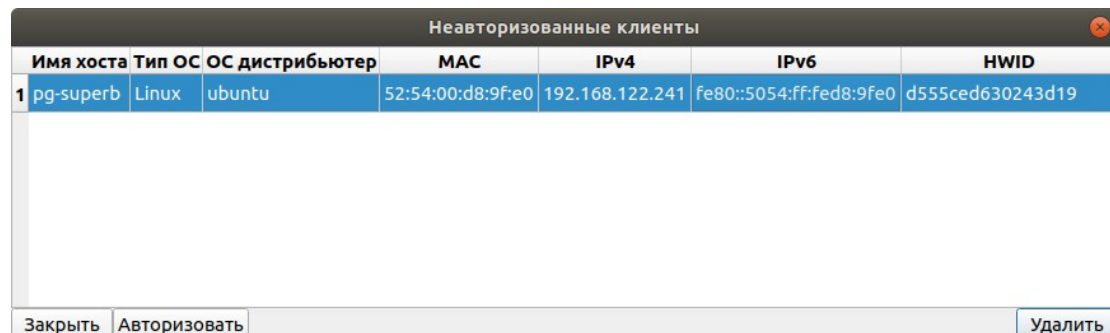 Неавторизованные клиенты
Имя хоста Тип ОС ОС дистрибьютер MAC IPv4 IPv6 HWID
1 pg-superb Linux ubuntu 52:54:00:d8:9f:e0 192.168.122.241 fe80::5054:ff:fed8:9fe0 d555ced630243d19
Закрыть Авторизовать Удалить